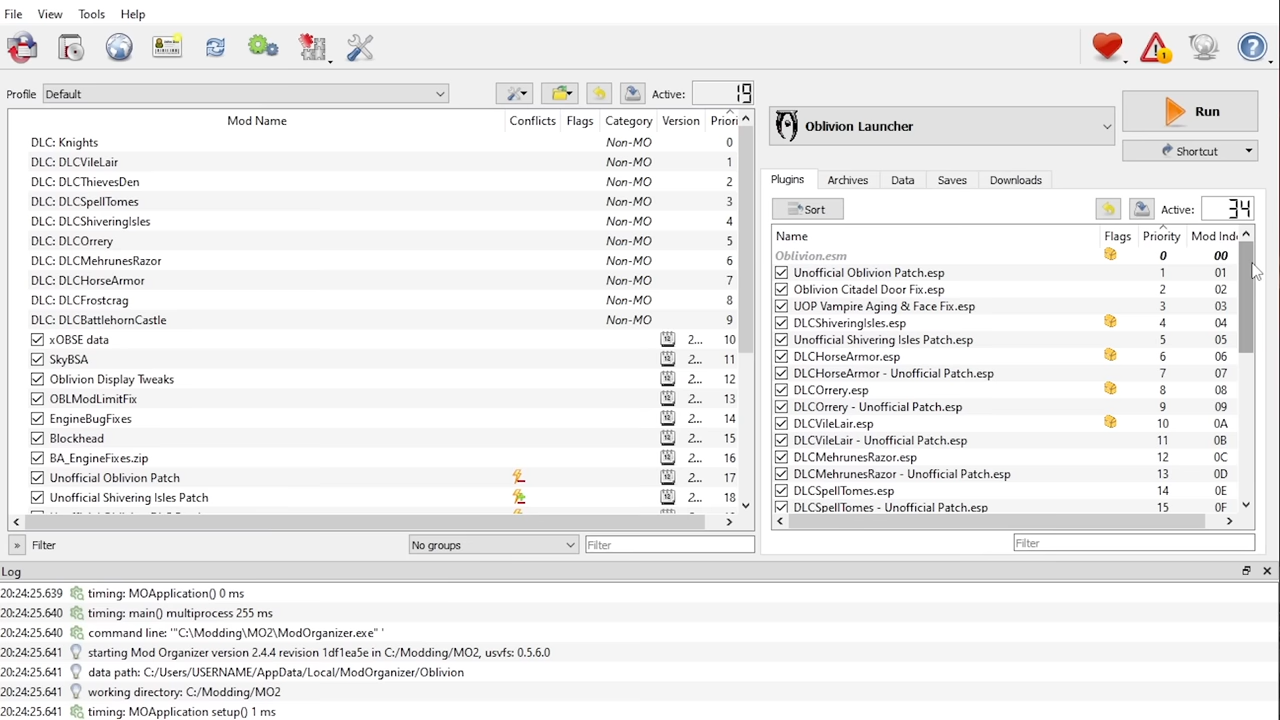 File View Tools Help
Profile Default Active: 19
Mod Name Conflicts Flags Category Version Priori
DLC: Knights Non-MO 0
DLC: DLCVileLair Non-MO 1
DLC: DLCThievesDen Non-MO 2
DLC: DLCSpellTomes Non-MO 3
DLC: DLCShiveringIsles Non-MO 4
DLC: DLCOrrery Non-MO 5
DLC: DLCMehrunesRazor Non-MO 6
DLC: DLCHorseArmor Non-MO 7
DLC: DLCFrostcrag Non-MO 8
DLC: DLCBattlehornCastle Non-MO 9
xOBSE data 2... 10
SkyBSA 2... 11
Oblivion Display Tweaks 2... 12
OBLModLimitFix 2... 13
EngineBugFixes 2... 14
Blockhead 2... 15
BA_EngineFixes.zip 2... 16
Unofficial Oblivion Patch 2... 17
Unofficial Shivering Isles Patch 2... 18
» Filter No groups Filter
Oblivion Launcher
Run
Shortcut
Plugins Archives Data Saves Downloads
Sort Active: 34
Name Flags Priority Mod Inde
Oblivion.esm 0 00
Unofficial Oblivion Patch.esp 1 01
Oblivion Citadel Door Fix.esp 2 02
UOP Vampire Aging & Face Fix.esp 3 03
DLCShiveringIsles.esp 4 04
Unofficial Shivering Isles Patch.esp 5 05
DLCHorseArmor.esp 6 06
DLCHorseArmor - Unofficial Patch.esp 7 07
DLCOrrery.esp 8 08
DLCOrrery - Unofficial Patch.esp 9 09
DLCVileLair.esp 10 0A
DLCVileLair - Unofficial Patch.esp 11 0B
DLCMehrunesRazor.esp 12 0C
DLCMehrunesRazor - Unofficial Patch.esp 13 0D
DLCSpellTomes.esp 14 0E
DLCSpellTomes - Unofficial Patch.esp 15 0F
Filter
Log
20:24:25.639 timing: MOApplication() 0 ms
20:24:25.640 timing: main() multiprocess 255 ms
20:24:25.640 command line: '"C:\Modding\MO2\ModOrganizer.exe" '
20:24:25.641 starting Mod Organizer version 2.4.4 revision 1df1ea5e in C:/Modding/MO2, usvfs: 0.5.6.0
20:24:25.641 data path: C:/Users/USERNAME/AppData/Local/ModOrganizer/Oblivion
20:24:25.641 working directory: C:/Modding/MO2
20:24:25.641 timing: MOApplication setup() 1 ms